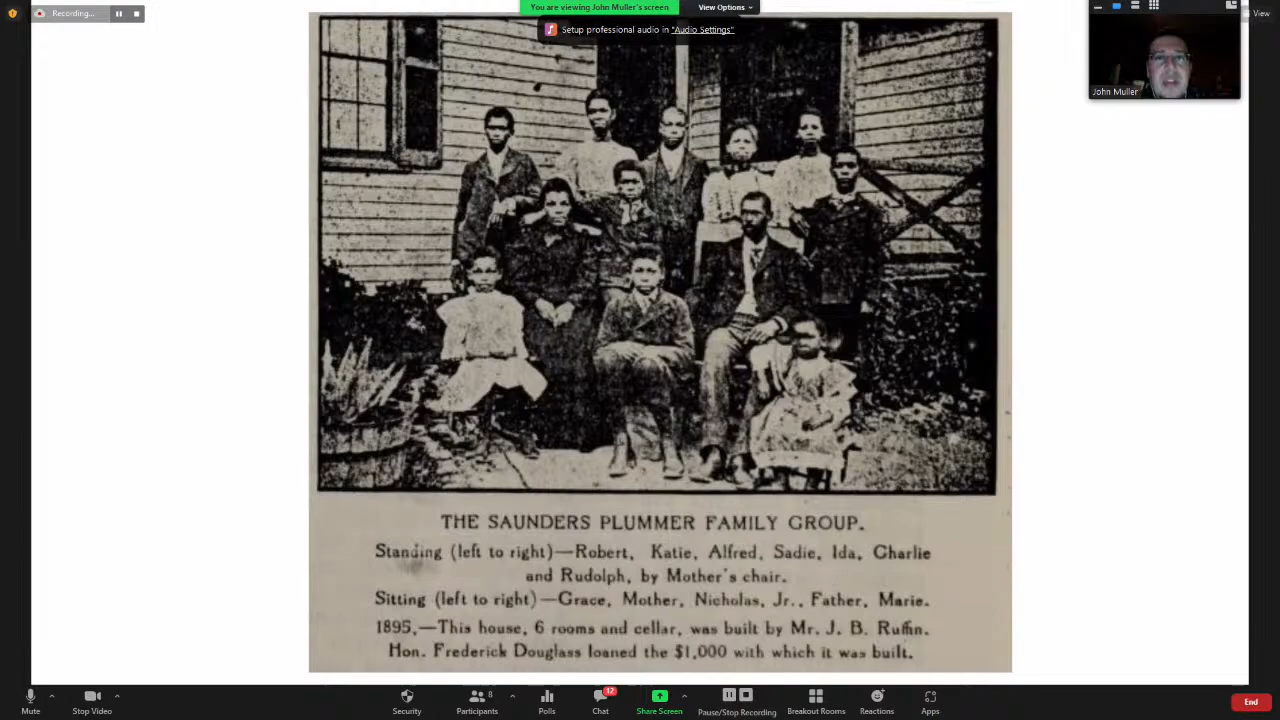 Recording...
You are viewing John Muller's screen
View Options
Setup professional audio in "Audio Settings"
View
John Muller
THE SAUNDERS PLUMMER FAMILY GROUP.
Standing (left to right)—Robert, Katie, Alfred, Sadie, Ida, Charlie
and Rudolph, by Mother's chair.
Sitting (left to right)—Grace, Mother, Nicholas, Jr., Father, Marie.
1895,—This house, 6 rooms and cellar, was built by Mr. J. B. Ruffin.
Hon. Frederick Douglass loaned the $1,000 with which it was built.
Mute
Stop Video
Security
Participants
8
Polls
Chat
12
Share Screen
Pause/Stop Recording
Breakout Rooms
Reactions
Apps
End